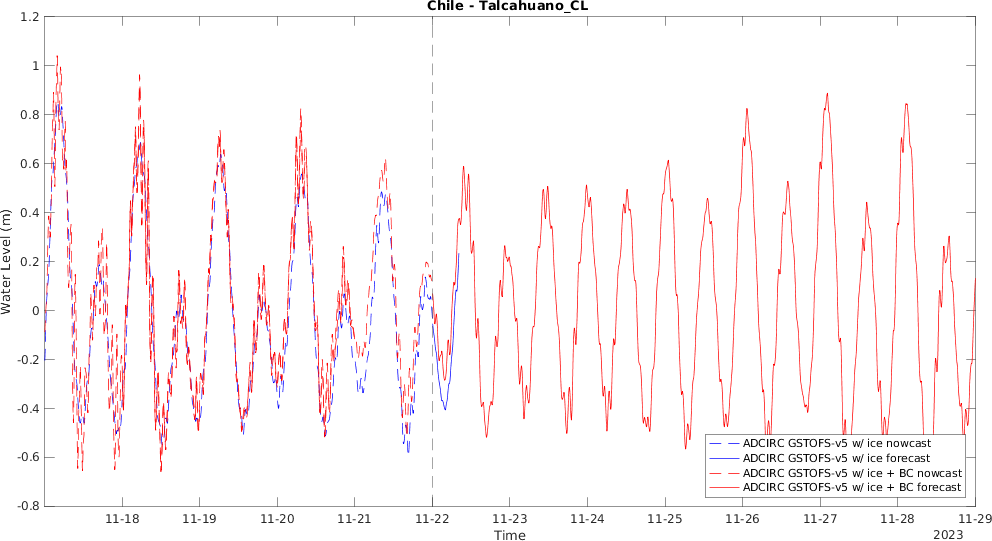 Chile - Talcahuano_CL
1.2
1
0.8
0.6
0.4
0.2
0
-0.2
-0.4
-0.6
-0.8
Water Level (m)
ADCIRC GSTOFS-v5 w/ ice nowcast
ADCIRC GSTOFS-v5 w/ ice forecast
ADCIRC GSTOFS-v5 w/ ice + BC nowcast
ADCIRC GSTOFS-v5 w/ ice + BC forecast
11-18 11-19 11-20 11-21 11-22 11-23 11-24 11-25 11-26 11-27 11-28 11-29
Time
2023